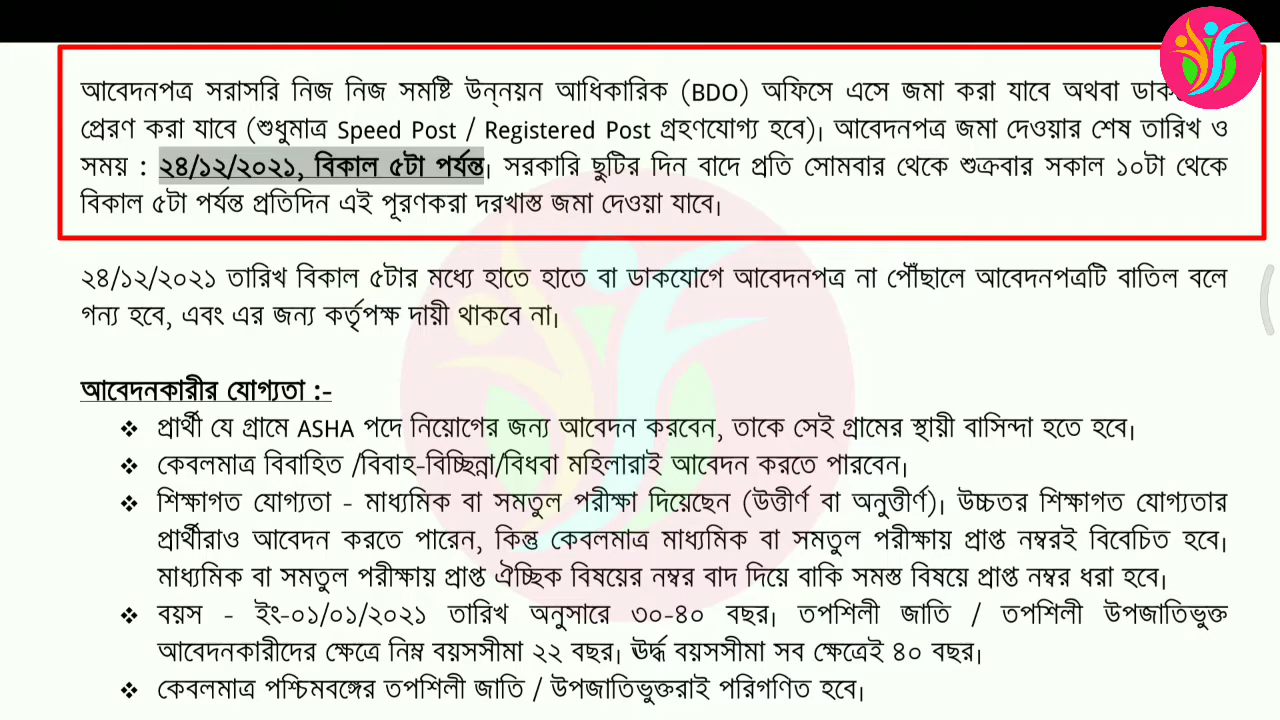 আবেদনপত্র সরাসরি নিজ নিজ সমষ্টি উন্নয়ন আধিকারিক (BDO) অফিসে এসে জমা করা যাবে অথবা
প্রেরণ করা যাবে (শুধুমাত্র Speed Post / Registered Post গ্রহণযোগ্য হবে)। আবেদনপত্র জমা দেওয়ার শেষ তারিখ ও
সময় : ২৪/১২/২০২১, বিকাল ৫টা পর্যন্ত। সরকারি ছুটির দিন বাদে প্রতি সোমবার থেকে শুক্রবার সকাল ১০টা থেকে
বিকাল ৫টা পর্যন্ত প্রতিদিন এই পূরণকরা দরখাস্ত জমা দেওয়া যাবে।
২৪/১২/২০২১ তারিখ বিকাল ৫টার মধ্যে হাতে হাতে বা ডাকযোগে আবেদনপত্র না পৌঁছালে আবেদনপত্রটি বাতিল বলে
গন্য হবে, এবং এর জন্য কর্তৃপক্ষ দায়ী থাকবে না।
আবেদনকারীর যোগ্যতা :-
❖ প্রার্থী যে গ্রামে ASHA পদে নিয়োগের জন্য আবেদন করবেন, তাকে সেই গ্রামের স্থায়ী বাসিন্দা হতে হবে।
❖ কেবলমাত্র বিবাহিত /বিবাহ-বিচ্ছিন্না/বিধবা মহিলারাই আবেদন করতে পারবেন।
❖ শিক্ষাগত যোগ্যতা - মাধ্যমিক বা সমতুল পরীক্ষা দিয়েছেন (উত্তীর্ণ বা অনুত্তীর্ণ)। উচ্চতর শিক্ষাগত যোগ্যতার
প্রার্থীরাও আবেদন করতে পারেন, কিন্তু কেবলমাত্র মাধ্যমিক বা সমতুল পরীক্ষায় প্রাপ্ত নম্বরই বিবেচিত হবে।
মাধ্যমিক বা সমতুল পরীক্ষায় প্রাপ্ত ঐচ্ছিক বিষয়ের নম্বর বাদ দিয়ে বাকি সমস্ত বিষয়ে প্রাপ্ত নম্বর ধরা হবে।
❖ বয়স - ইং-০১/০১/২০২১ তারিখ অনুসারে ৩০-৪০ বছর। তপশিলী জাতি / তপশিলী উপজাতিভুক্ত
আবেদনকারীদের ক্ষেত্রে নিম্ন বয়সসীমা ২২ বছর। ঊর্দ্ধ বয়সসীমা সব ক্ষেত্রেই ৪০ বছর।
❖ কেবলমাত্র পশ্চিমবঙ্গের তপশিলী জাতি / উপজাতিভুক্তরাই পরিগণিত হবে।